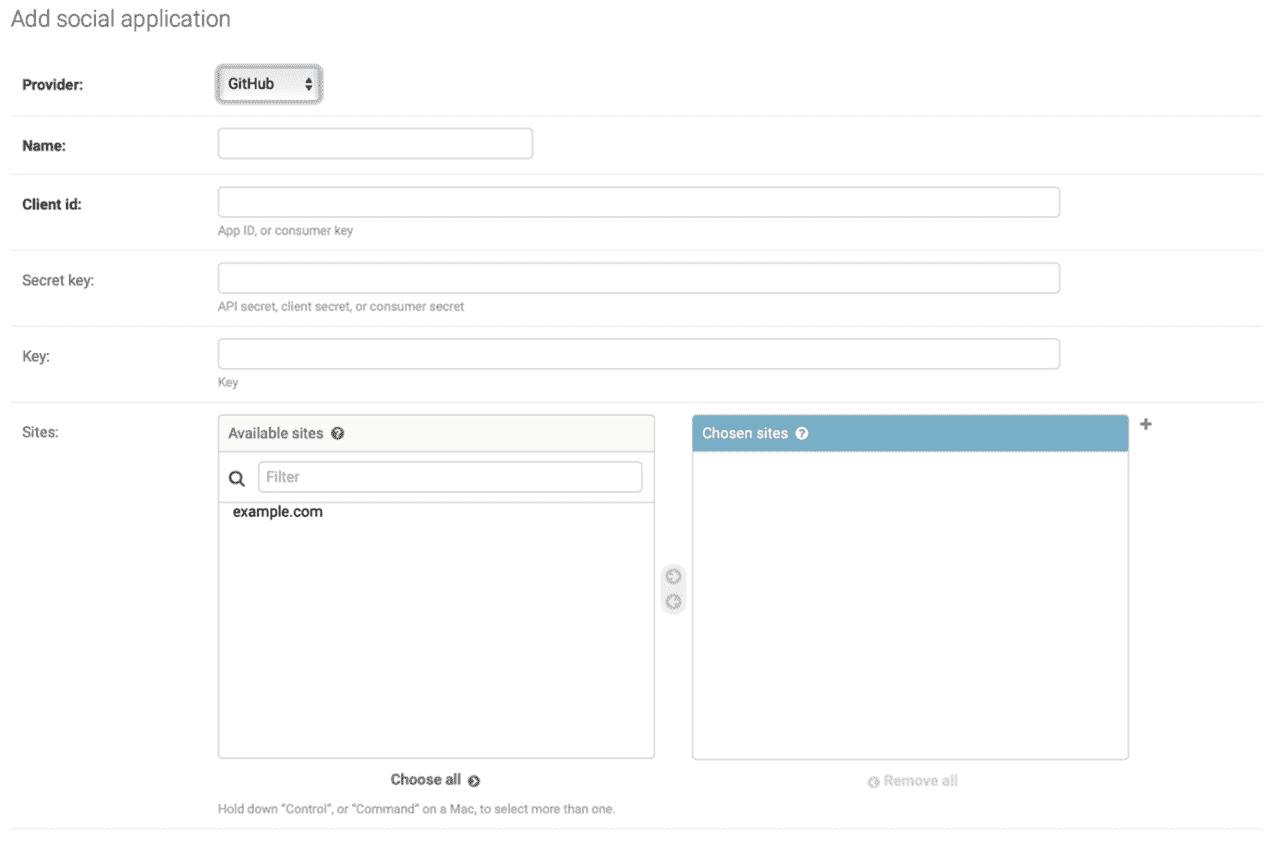 Add social application
Provider: GitHub
Name:
Client id:
App ID, or consumer key
Secret key:
API secret, client secret, or consumer secret
Key:
Key
Sites: Available sites Chosen sites
Filter
example.com
Choose all Remove all
Hold down “Control”, or “Command” on a Mac, to select more than one.